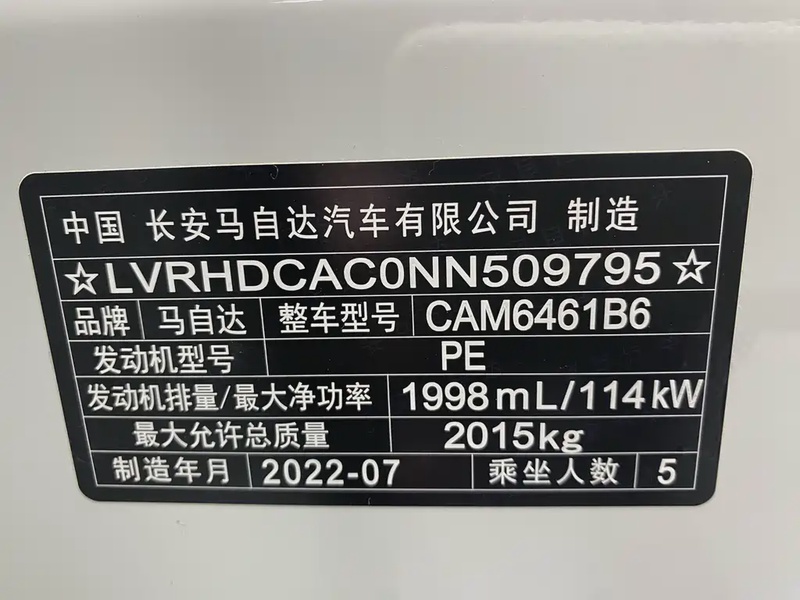 中国 长安马自达汽车有限公司 制造
☆LVRHDCAC0NN509795☆
品牌 马自达 整车型号 CAM6461B6
发动机型号 PE
发动机排量/最大净功率 1998mL/114kW
最大允许总质量 2015kg
制造年月 2022-07 乘坐人数 5